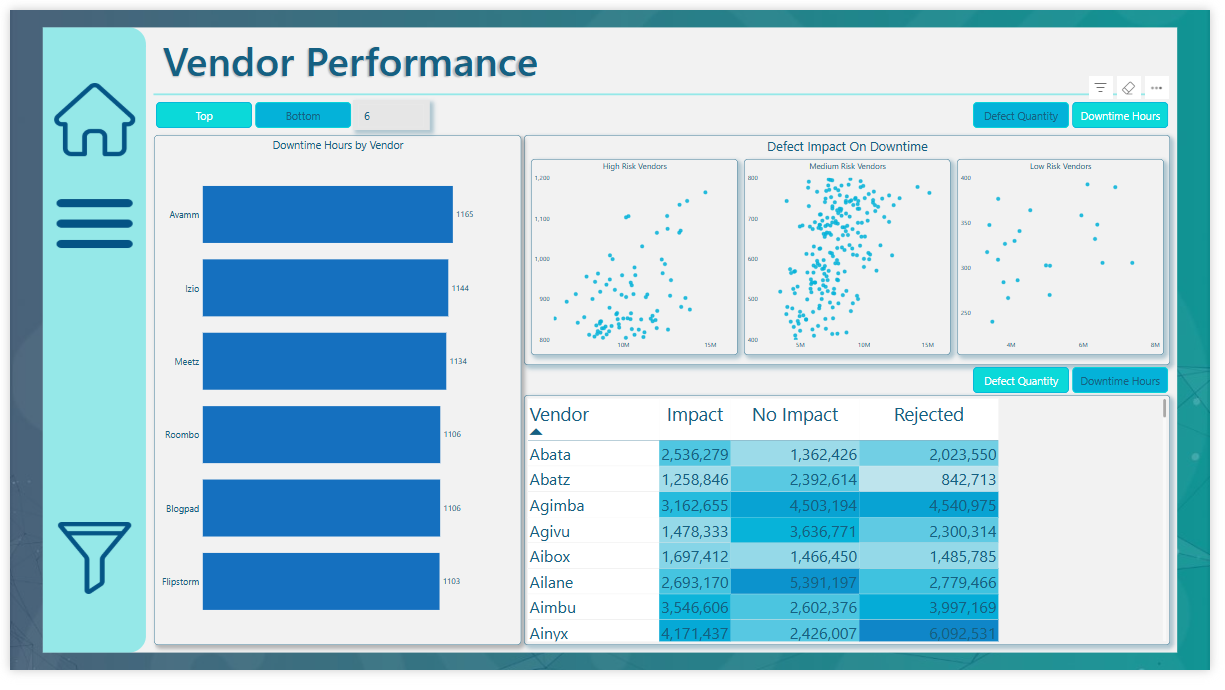 Vendor Performance
Top
Bottom
6
Defect Quantity
Downtime Hours
Downtime Hours by Vendor
Avamm 1165
Izio 1144
Meetz 1134
Roombo 1106
Blogpad 1106
Flipstorm 1103
Defect Impact On Downtime
High Risk Vendors
1,200
1,100
1,000
900
800
10M 15M
Medium Risk Vendors
800
700
600
500
400
5M 10M 15M
Low Risk Vendors
400
350
300
250
4M 6M 8M
Defect Quantity
Downtime Hours
Vendor Impact No Impact Rejected
Abata 2,536,279 1,362,426 2,023,550
Abatz 1,258,846 2,392,614 842,713
Agimba 3,162,655 4,503,194 4,540,975
Agivu 1,478,333 3,636,771 2,300,314
Aibox 1,697,412 1,466,450 1,485,785
Ailane 2,693,170 5,391,197 2,779,466
Aimbu 3,546,606 2,602,376 3,997,169
Ainyx 4,171,437 2,426,007 6,092,531